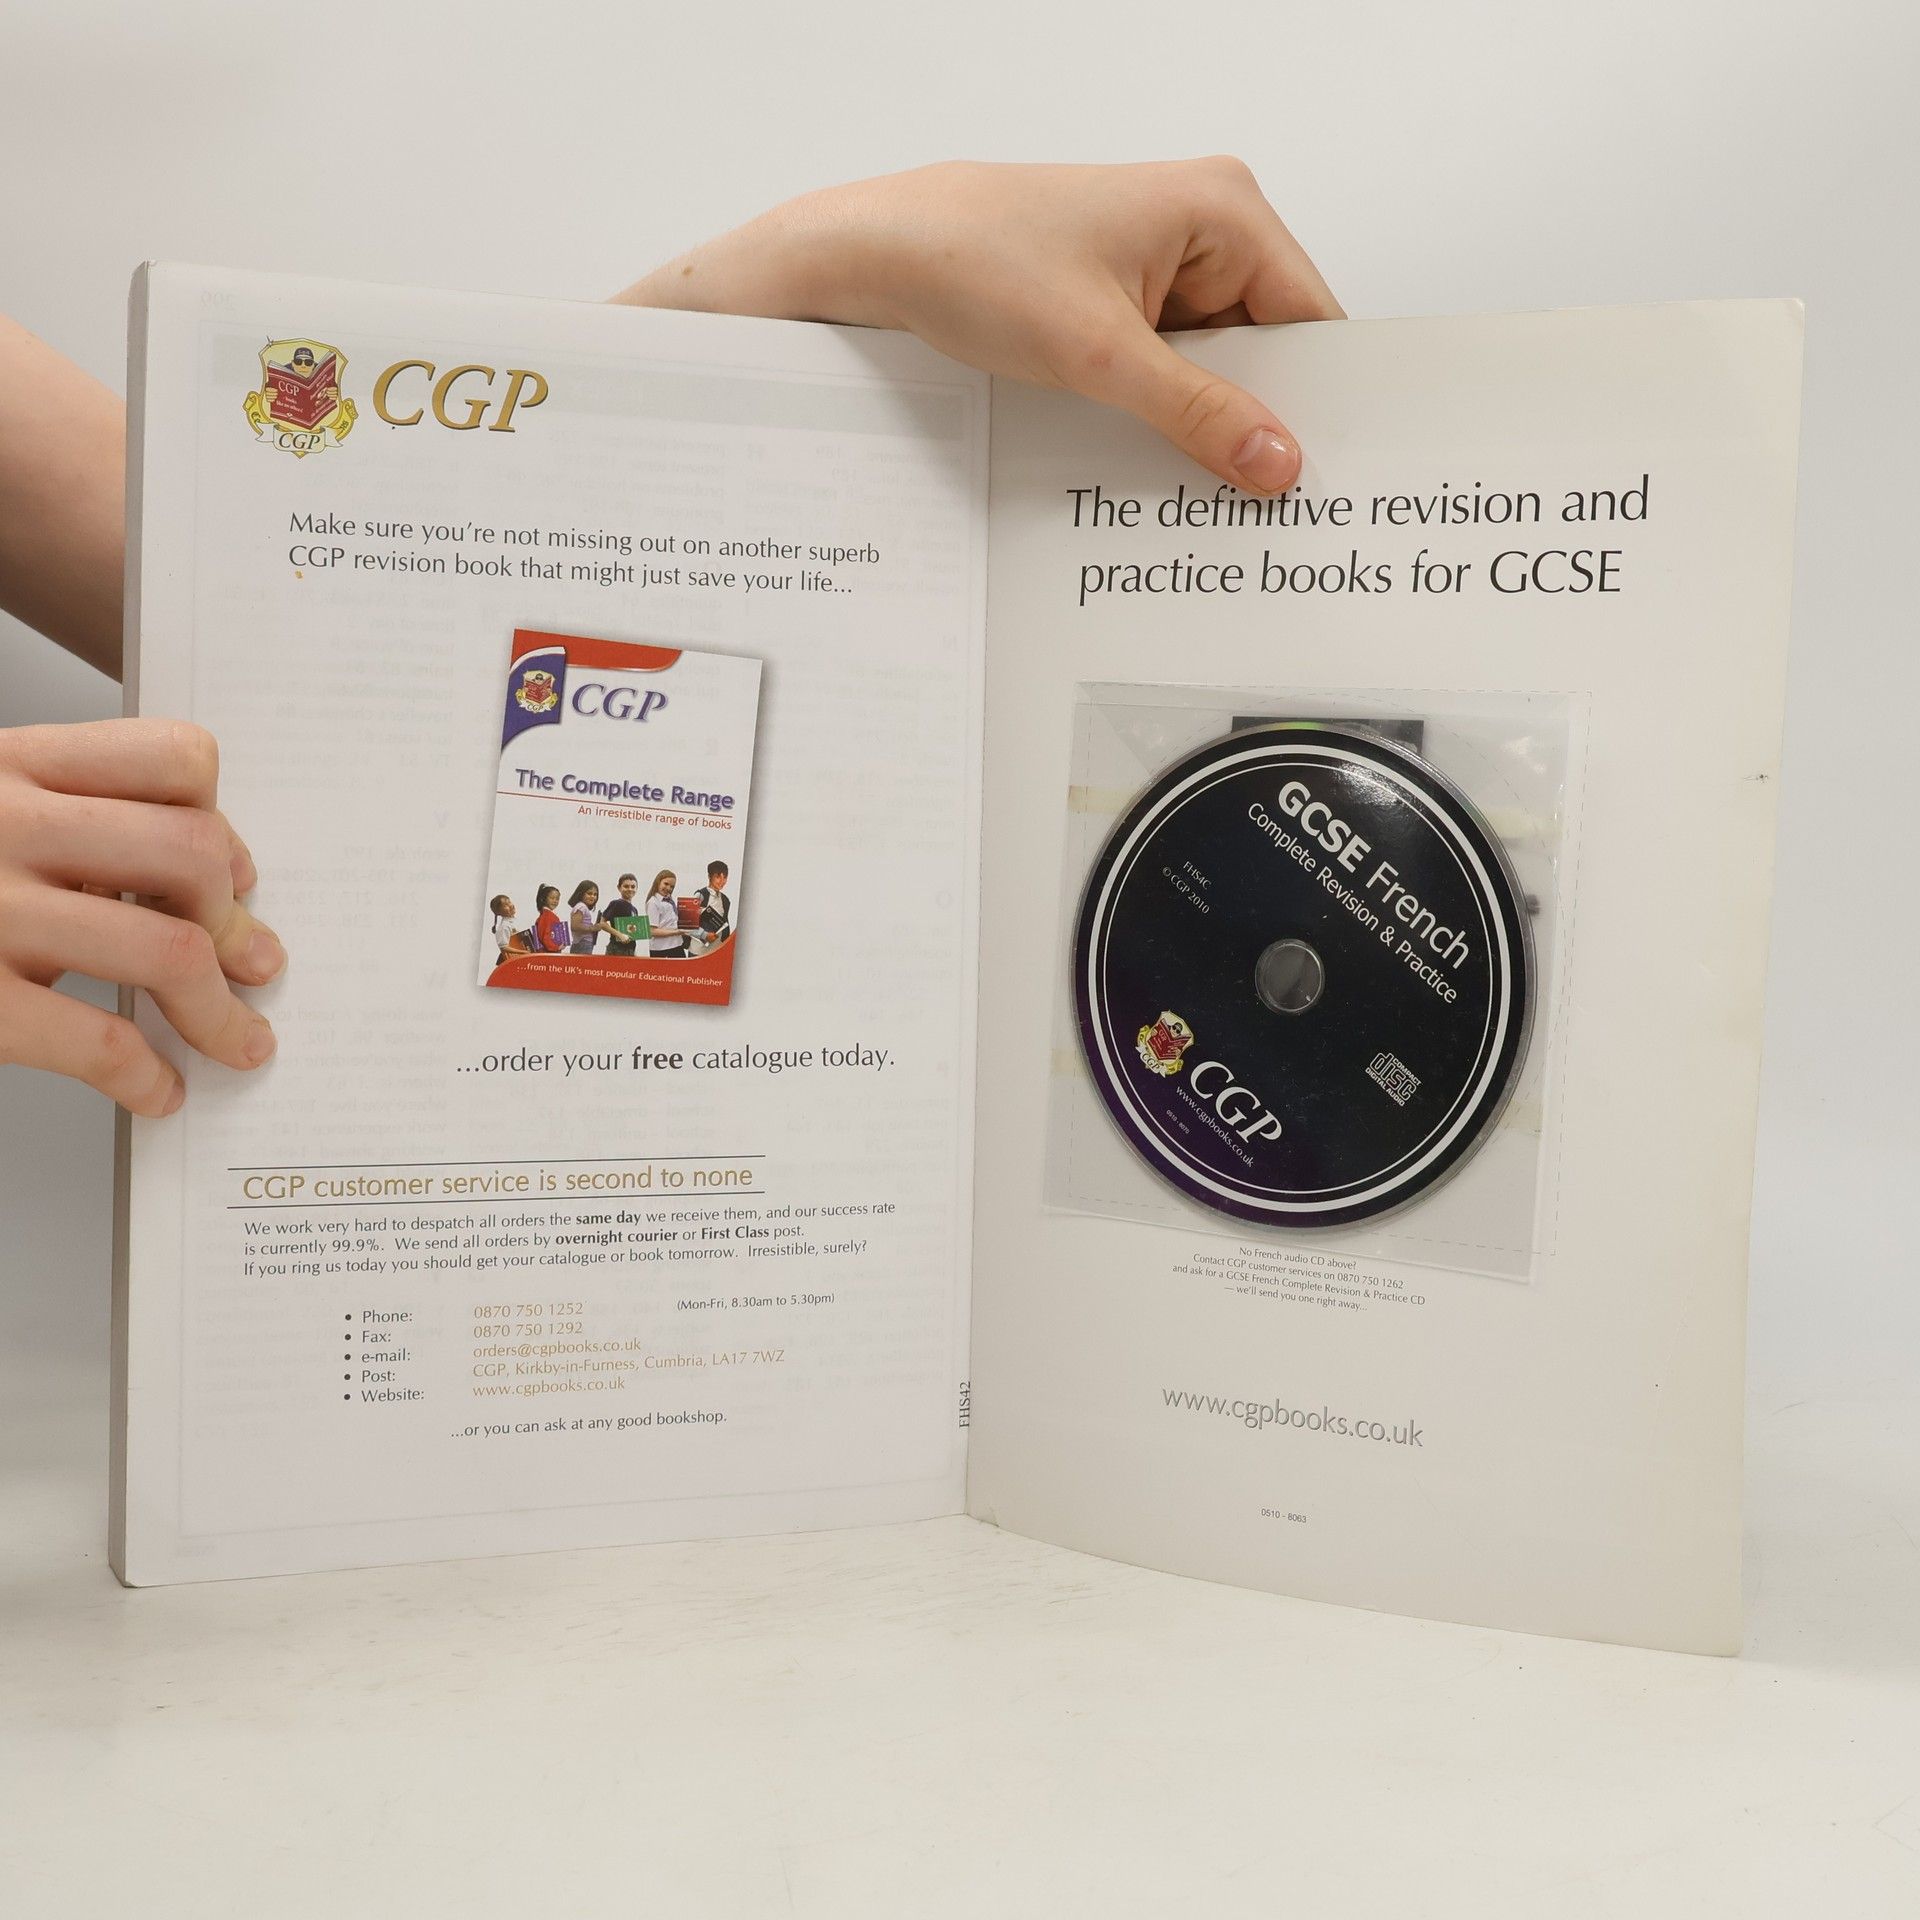 CGP
CGP
CGP
Make sure you're not missing out on another superb
CGP revision book that might just save your life...
CGP
CGP
The Complete Range
An irresistible range of books
...from the UK's most popular Educational Publisher
...order your free catalogue today.
CGP customer service is second to none
We work very hard to despatch all orders the same day we receive them, and our success rate
is currently 99.9%. We send all orders by overnight courier or First Class post.
If you ring us today you should get your catalogue or book tomorrow. Irresistible, surely?
• Phone: 0870 750 1252 (Mon-Fri, 8.30am to 5.30pm)
• Fax: 0870 750 1292
• e-mail: orders@cgpbooks.co.uk
• Post: CGP, Kirkby-in-Furness, Cumbria, LA17 7WZ
• Website: www.cgpbooks.co.uk
...or you can ask at any good bookshop.
FHS42
The definitive revision and
practice books for GCSE
GCSE French
Complete Revision & Practice
FHS4C
© CGP 2010
CGP
CGP
www.cgpbooks.co.uk
0510 - 8070
COMPACT
disc
DIGITAL AUDIO
No French audio CD above?
Contact CGP customer services on 0870 750 1262
and ask for a GCSE French Complete Revision & Practice CD
— we'll send you one right away...
www.cgpbooks.co.uk
0510 - 8063